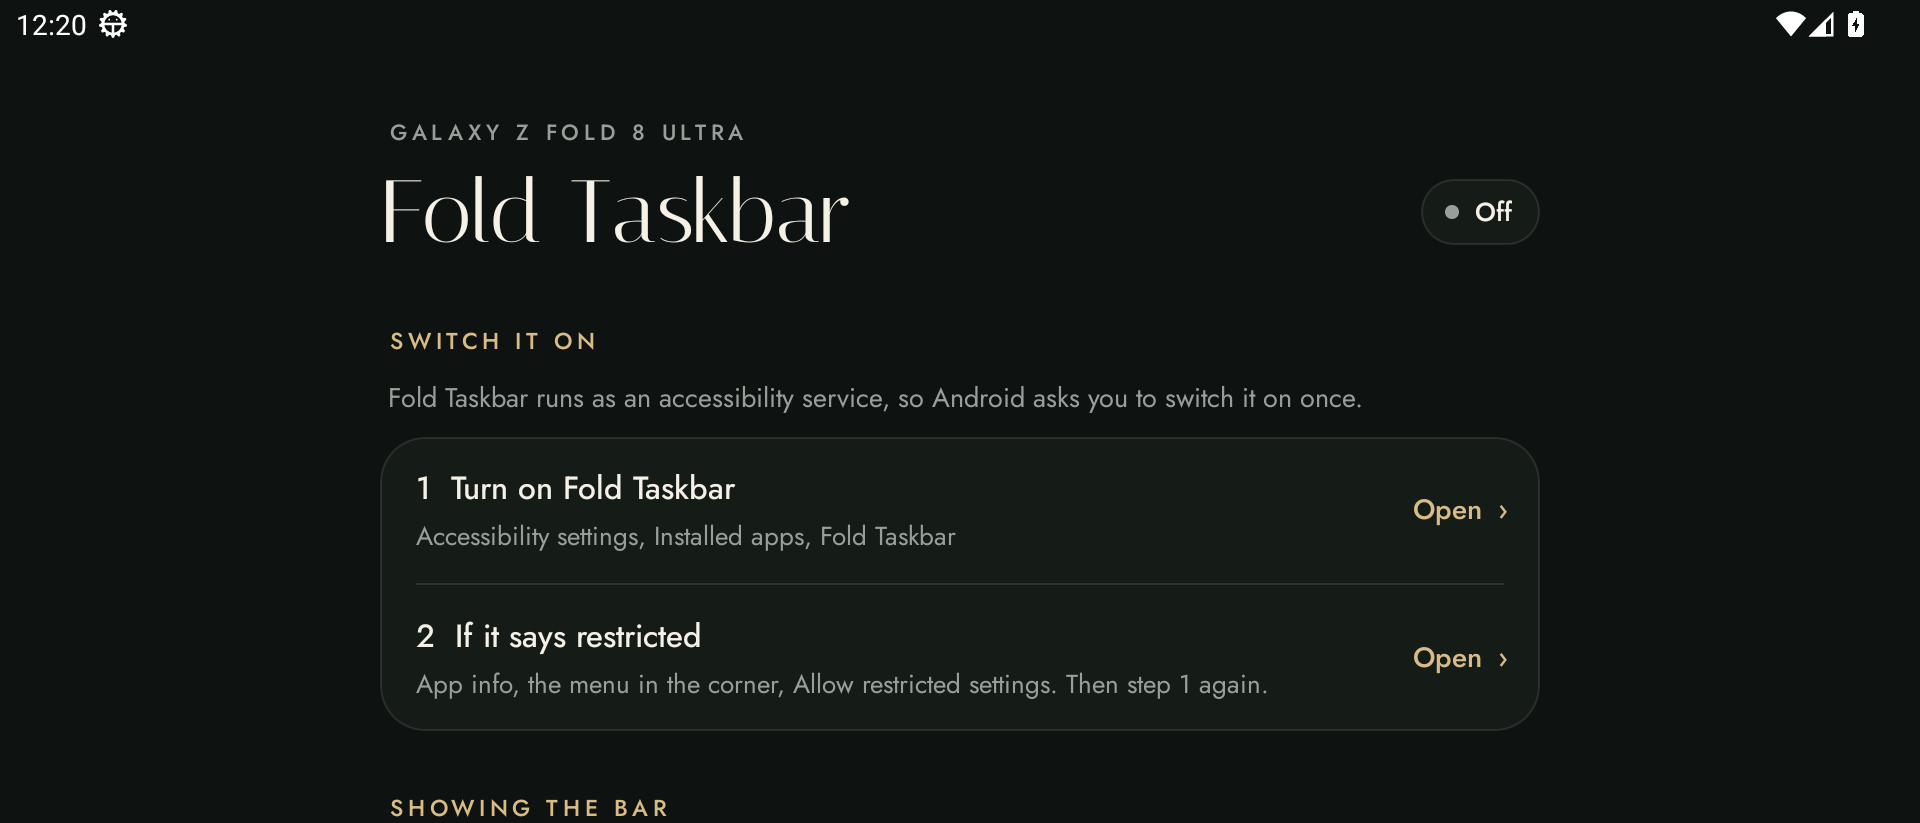 12:20
GALAXY Z FOLD 8 ULTRA
Fold Taskbar
Off
SWITCH IT ON
Fold Taskbar runs as an accessibility service, so Android asks you to switch it on once.
1 Turn on Fold Taskbar
Accessibility settings, Installed apps, Fold Taskbar
Open ›
2 If it says restricted
App info, the menu in the corner, Allow restricted settings. Then step 1 again.
Open ›
SHOWING THE BAR